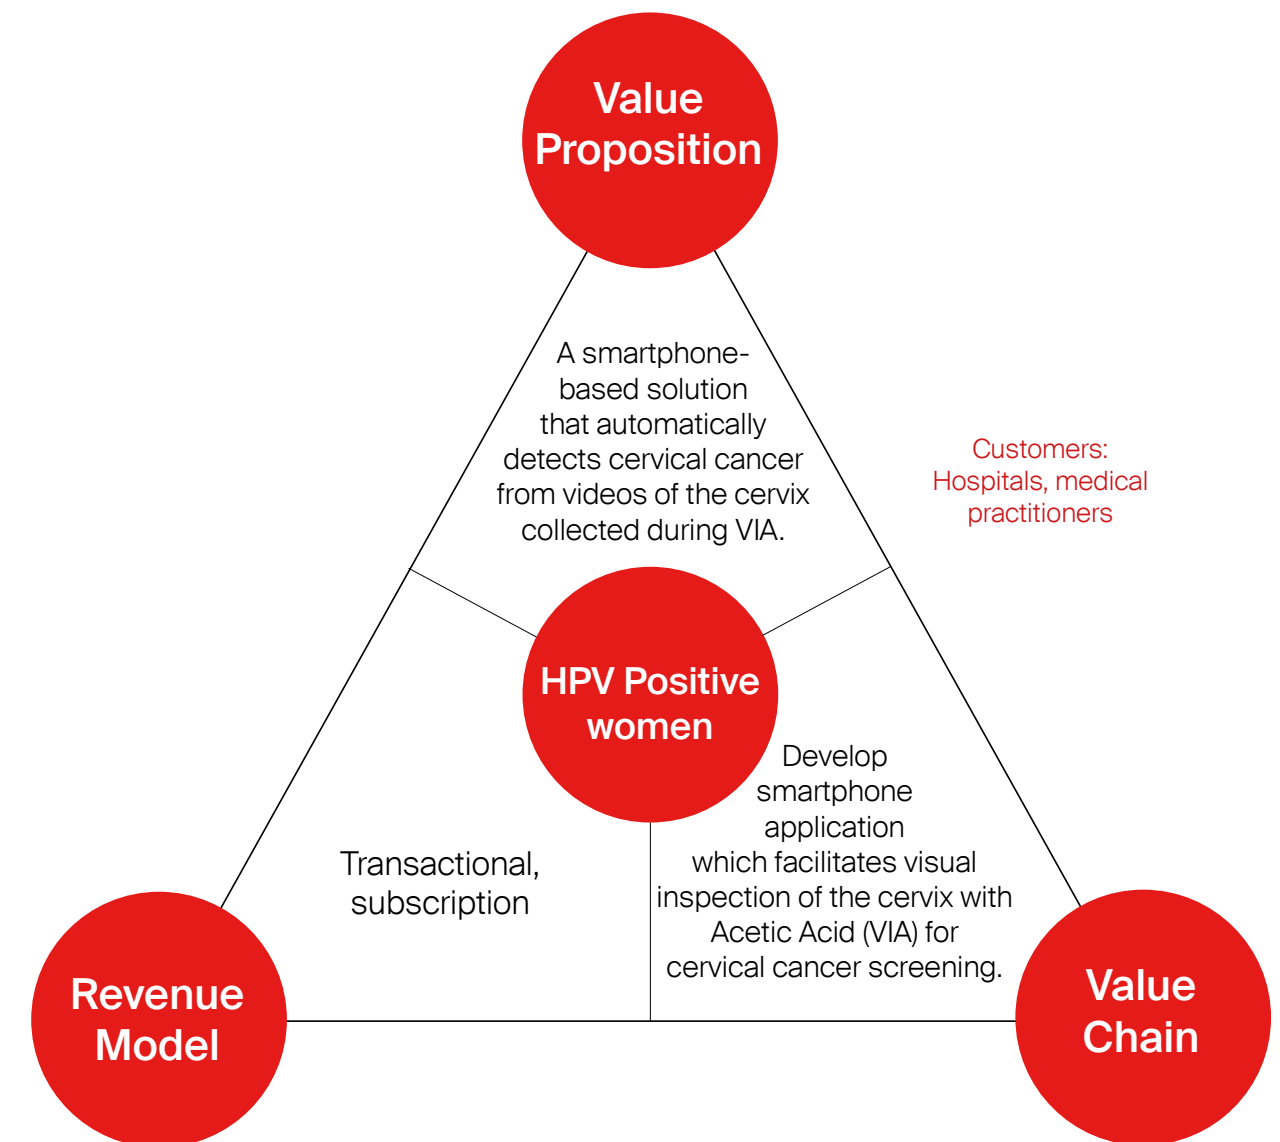 Value
Proposition
A smartphone-
based solution
that automatically
detects cervical cancer
from videos of the cervix
collected during VIA.
Customers:
Hospitals, medical
practitioners
HPV Positive
women
Develop
smartphone
application
which facilitates visual
inspection of the cervix with
Acetic Acid (VIA) for
cervical cancer screening.
Transactional,
subscription
Revenue
Model
Value
Chain